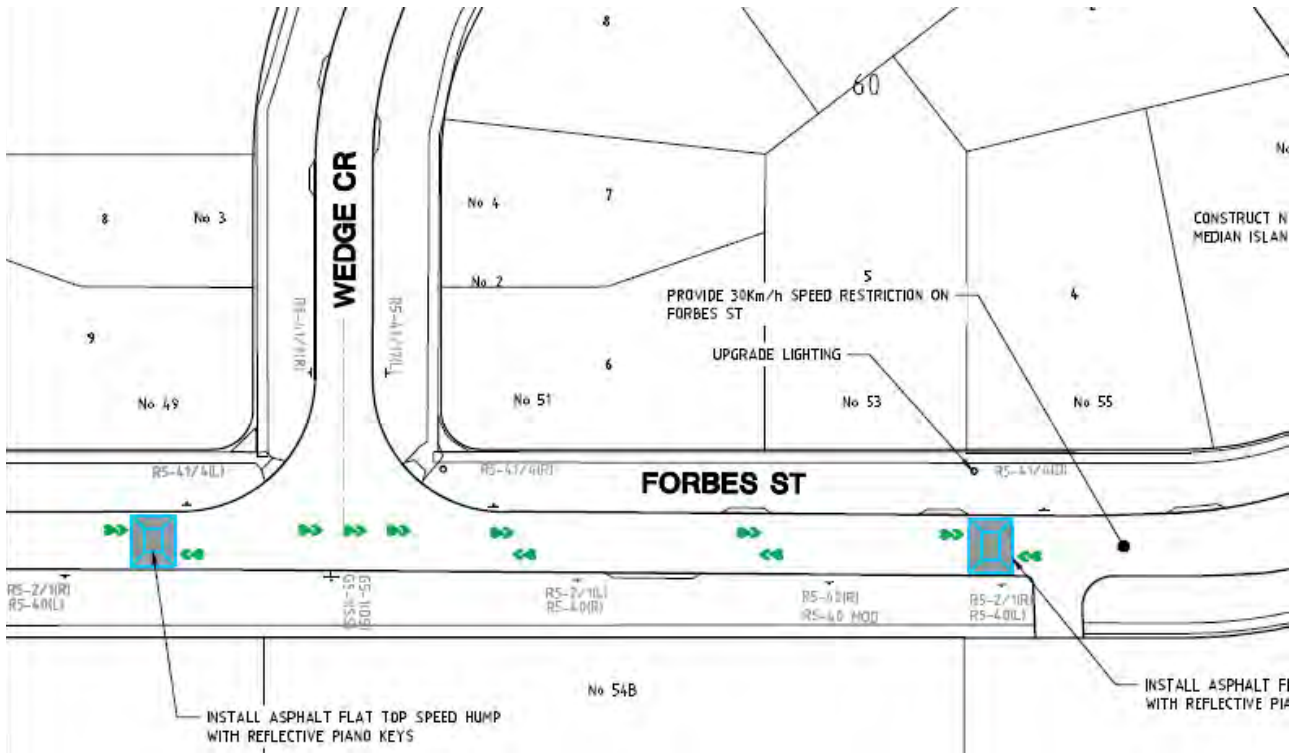 8
60
WEDGE CR
8
No 3
No 4
7
No 2
CONSTRUCT N
MEDIAN ISLAN
5
4
PROVIDE 30Km/h SPEED RESTRICTION ON
FORBES ST
9
UPGRADE LIGHTING
6
No 49
No 51
No 53
No 55
R5-41/4(L)
R5-41/4(R)
FORBES ST
R5-2/1(R)
R5-40(L)
R5-2/1(L)
R5-40(R)
R5-40(R)
R5-40 MOD
R5-2/1(R)
R5-40(L)
No 54B
INSTALL ASPHALT FLAT TOP SPEED HUMP
WITH REFLECTIVE PIANO KEYS
INSTALL ASPHALT FL
WITH REFLECTIVE PIA